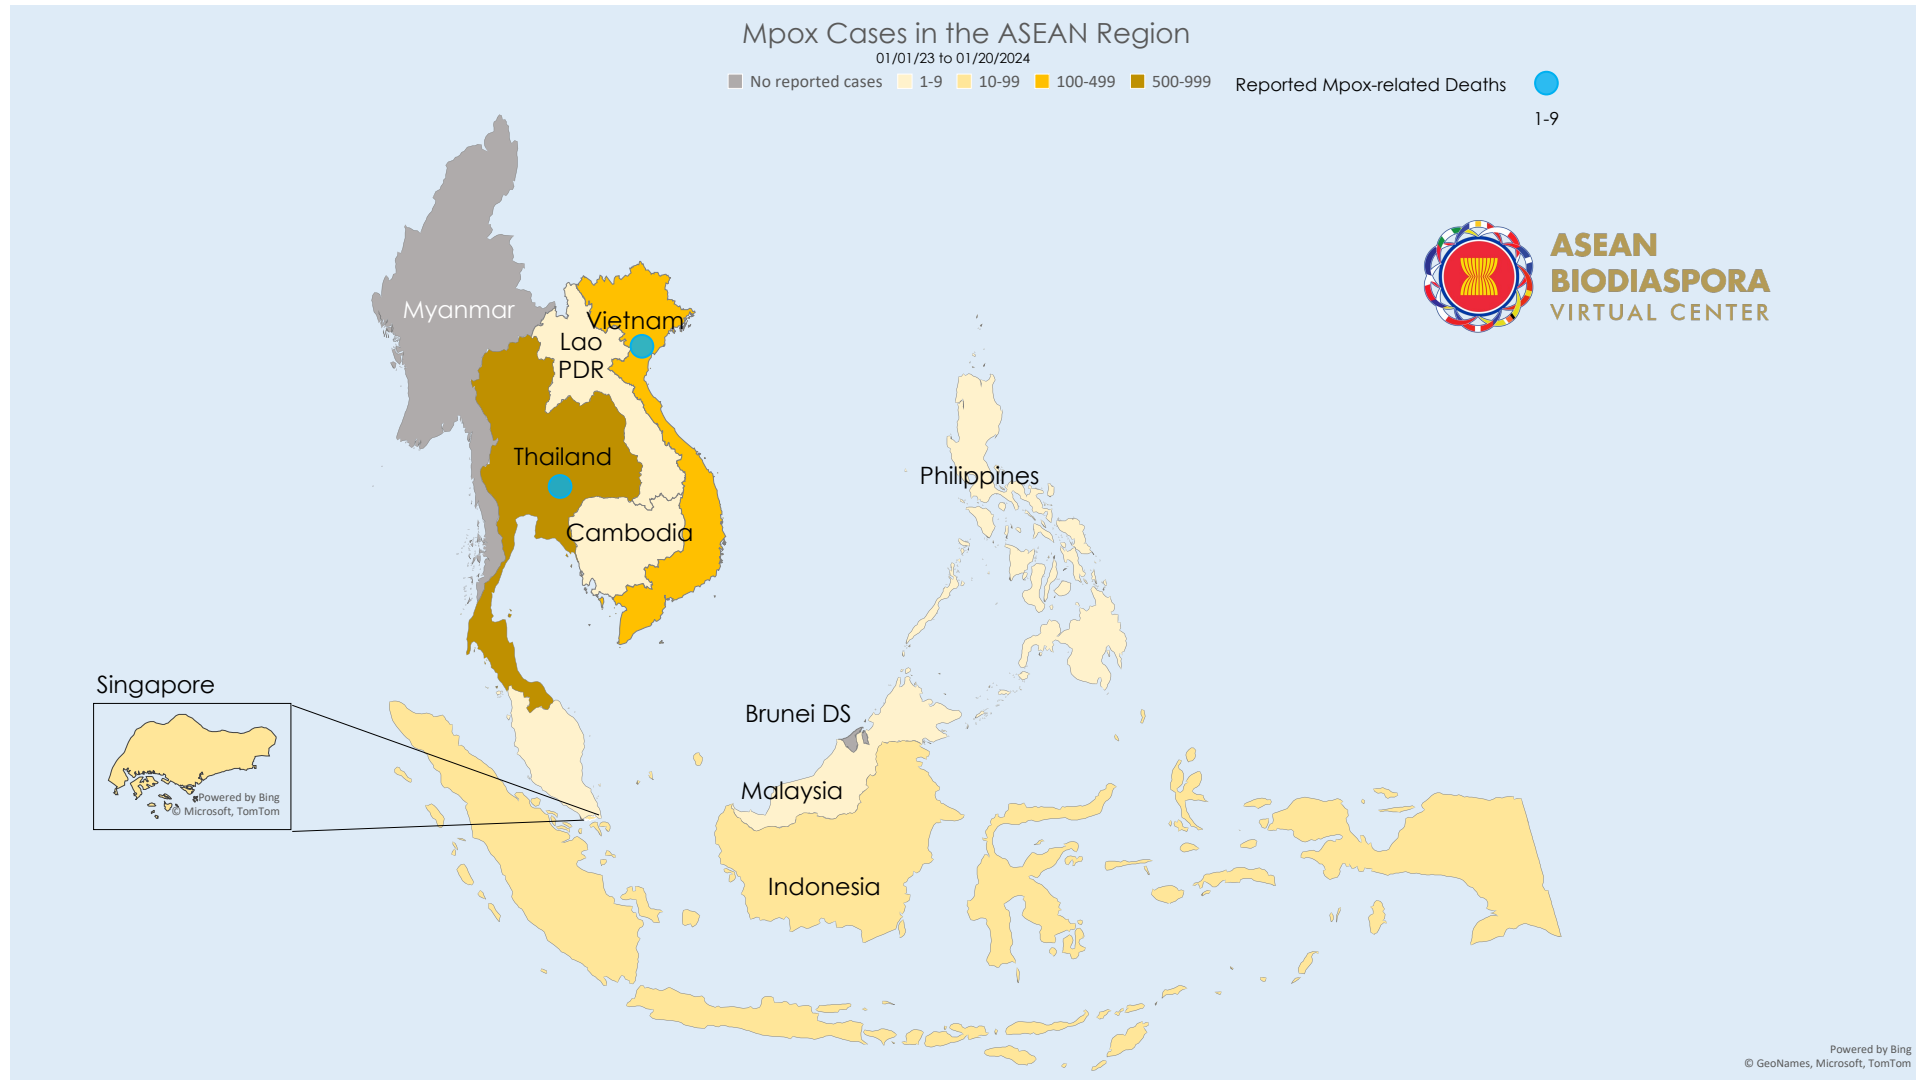 Mpox Cases in the ASEAN Region
01/01/23 to 01/20/2024
No reported cases 1-9 10-99 100-499 500-999 Reported Mpox-related Deaths
1-9
ASEAN
BIODIASPORA
VIRTUAL CENTER
Myanmar
Vietnam
Lao
PDR
Thailand
Philippines
Cambodia
Singapore
Powered by Bing
© Microsoft, TomTom
Brunei DS
Malaysia
Indonesia
Powered by Bing
© GeoNames, Microsoft, TomTom